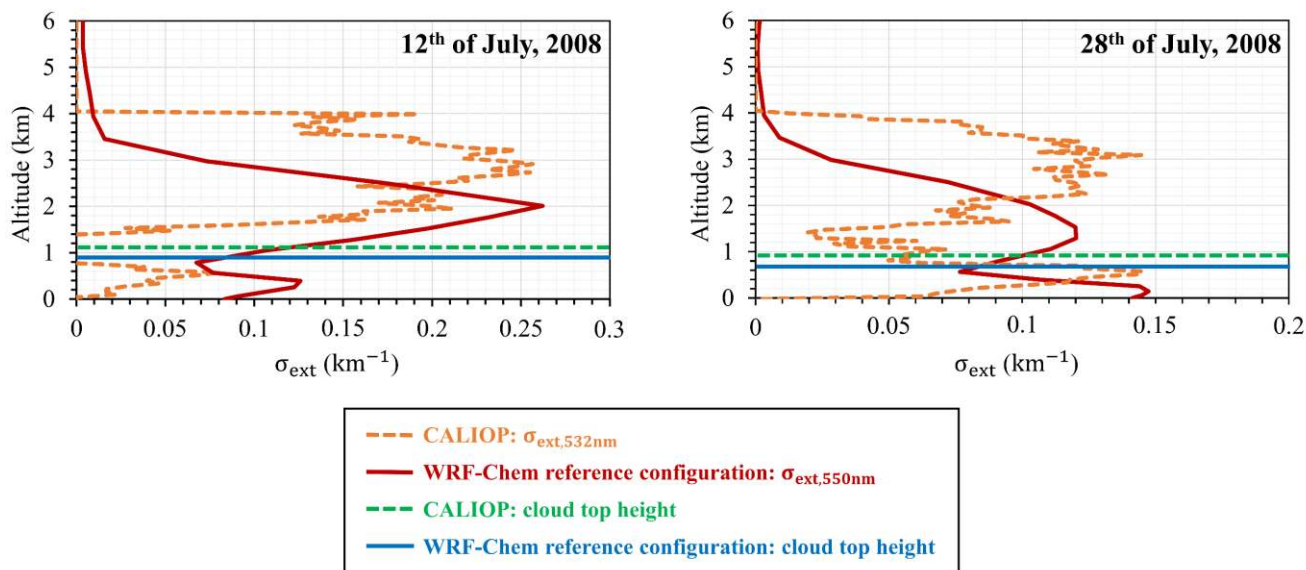 12th of July, 2008
6
5
4
3
2
1
0
Altitude (km)
0 0.05 0.1 0.15 0.2 0.25 0.3
σext (km−1)
28th of July, 2008
6
5
4
3
2
1
0
Altitude (km)
0 0.05 0.1 0.15 0.2
σext (km−1)
CALIOP: σext,532nm
WRF-Chem reference configuration: σext,550nm
CALIOP: cloud top height
WRF-Chem reference configuration: cloud top height